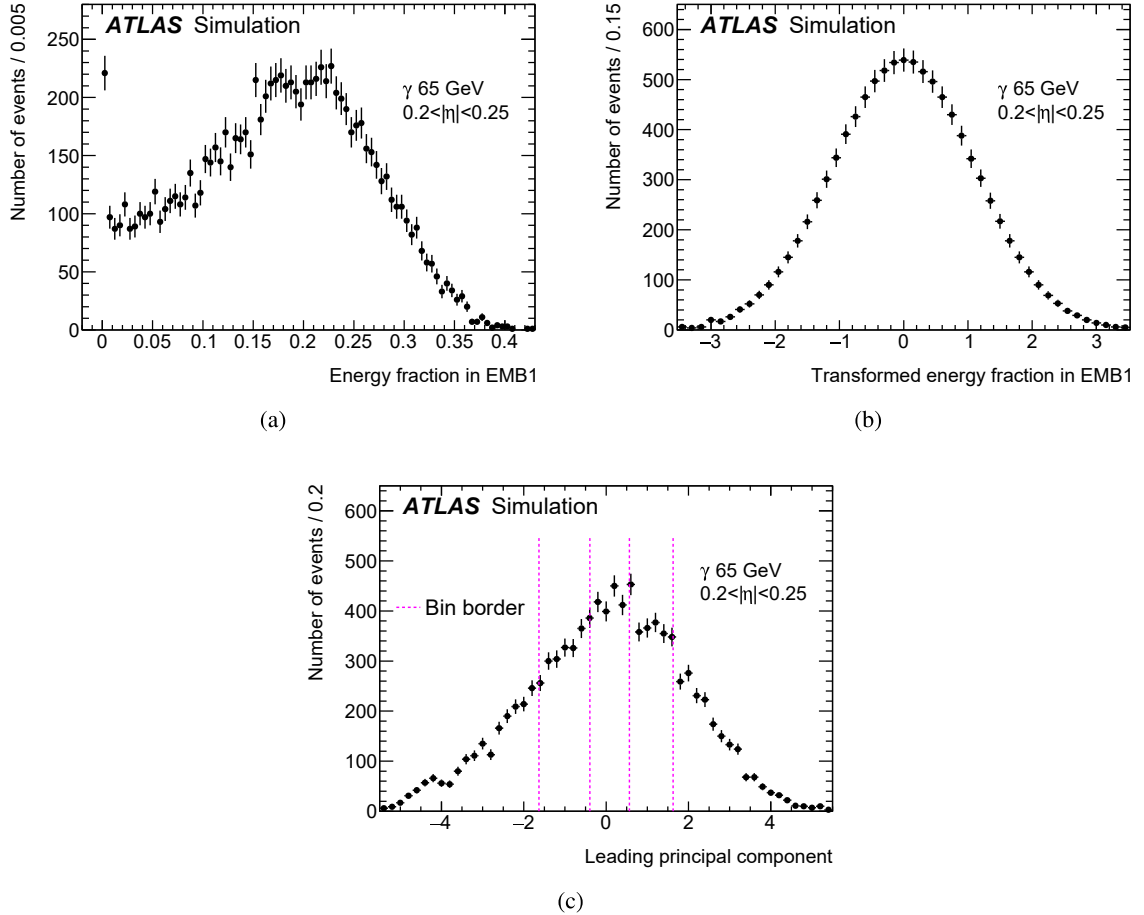 ATLAS Simulation
γ 65 GeV
0.2<|η|<0.25
Number of events / 0.005
250
200
150
100
50
0
0 0.05 0.1 0.15 0.2 0.25 0.3 0.35 0.4
Energy fraction in EMB1
(a)
ATLAS Simulation
γ 65 GeV
0.2<|η|<0.25
Number of events / 0.15
600
500
400
300
200
100
0
−3 −2 −1 0 1 2 3
Transformed energy fraction in EMB1
(b)
ATLAS Simulation
γ 65 GeV
0.2<|η|<0.25
Bin border
Number of events / 0.2
600
500
400
300
200
100
0
−4 −2 0 2 4
Leading principal component
(c)